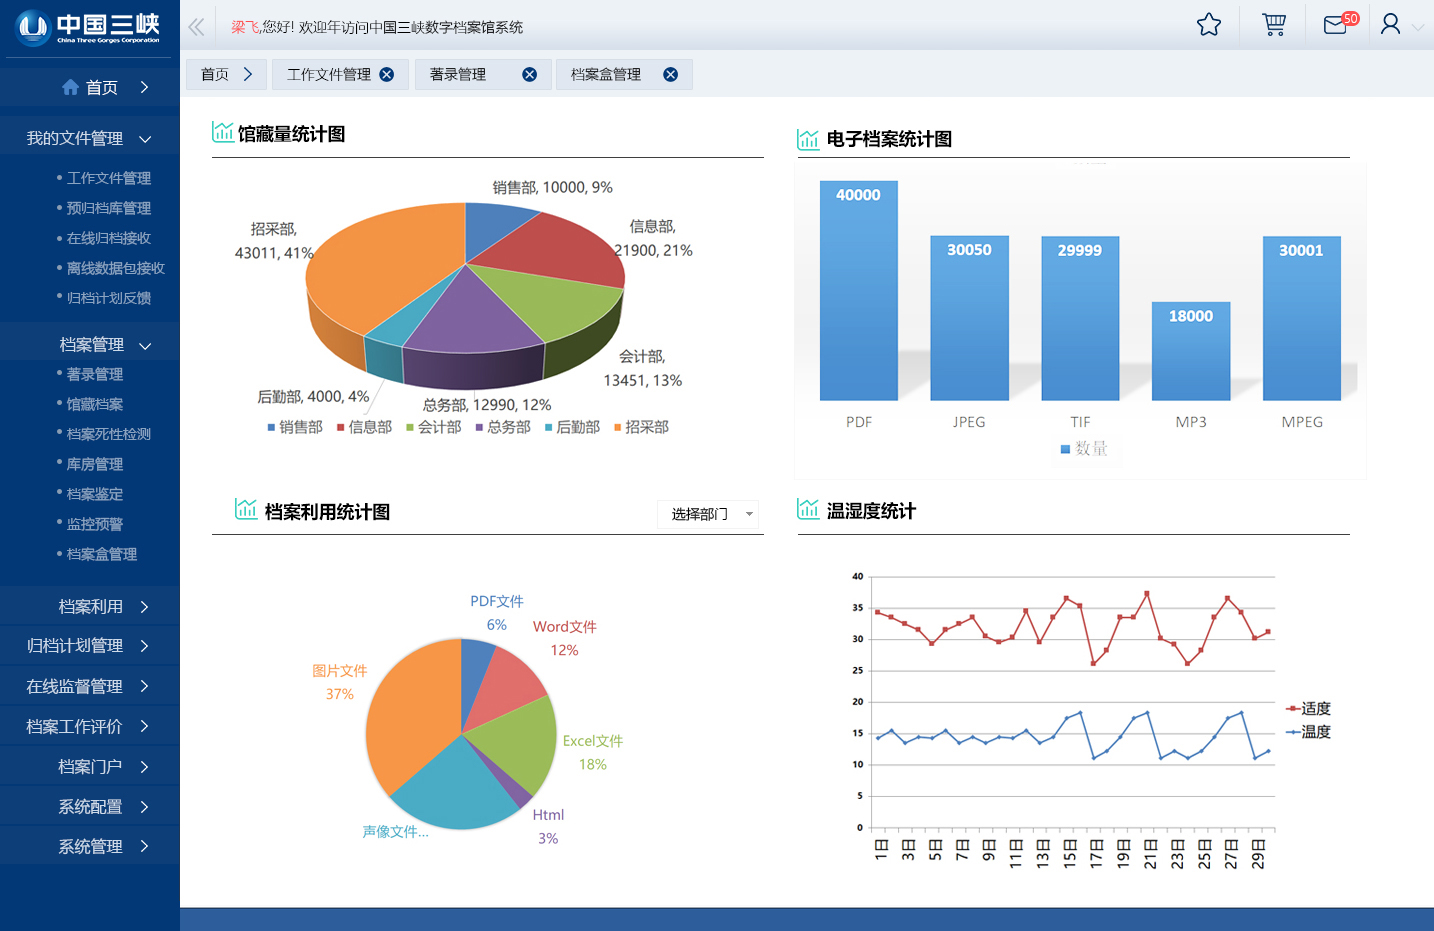 中国三峡
China Three Gorges Corporation
梁飞,您好! 欢迎年访问中国三峡数字档案馆系统
50
首页
工作文件管理
著录管理
档案盒管理
首页
我的文件管理
工作文件管理
预归档库管理
在线归档接收
离线数据包接收
归档计划反馈
档案管理
著录管理
馆藏档案
档案死性检测
库房管理
档案鉴定
监控预警
档案盒管理
档案利用
归档计划管理
在线监督管理
档案工作评价
档案门户
系统配置
系统管理
馆藏量统计图
销售部, 10000, 9%
信息部,
21900, 21%
招采部,
43011, 41%
会计部,
13451, 13%
后勤部, 4000, 4%
总务部, 12990, 12%
销售部 信息部 会计部 总务部 后勤部 招采部
电子档案统计图
40000
30050
29999
18000
30001
PDF JPEG TIF MP3 MPEG
数量
档案利用统计图
选择部门
PDF文件
6%
Word文件
12%
图片文件
37%
Excel文件
18%
Html
3%
声像文件...
温湿度统计
40
35
30
25
20
15
10
5
0
1日 3日 5日 7日 9日 11日 13日 15日 17日 19日 21日 23日 25日 27日 29日
适度
温度